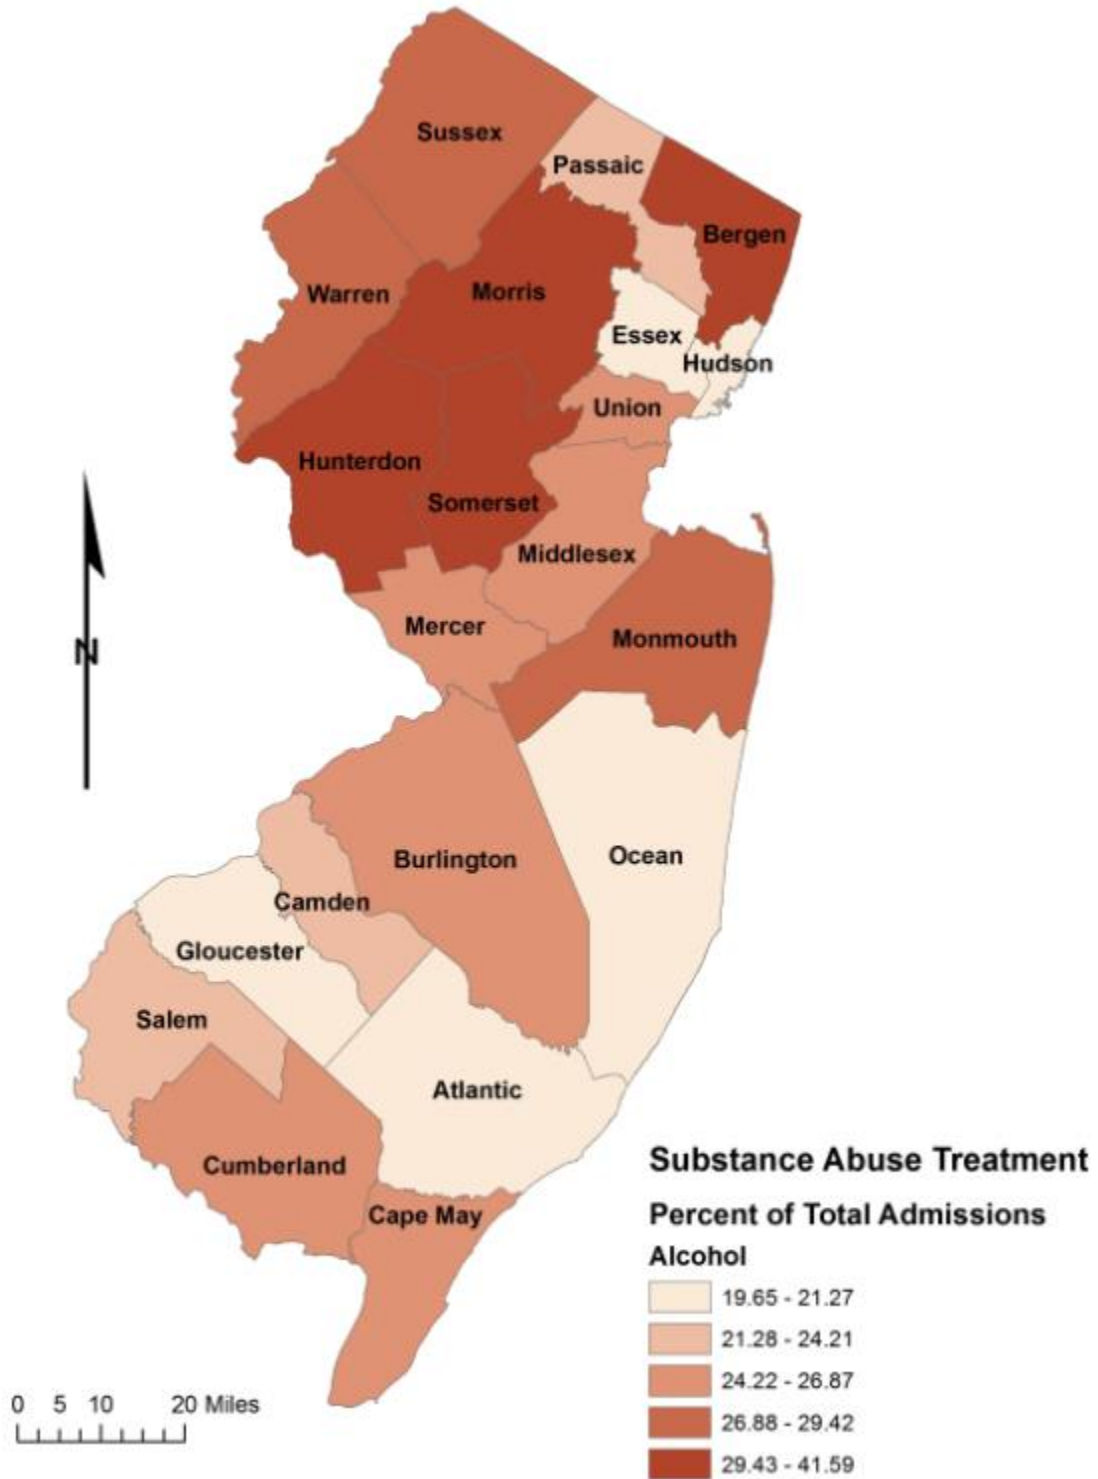 Sussex
Passaic
Bergen
Warren
Morris
Essex
Hudson
Union
Hunterdon
Somerset
Middlesex
Mercer
Monmouth
N
Burlington
Ocean
Camden
Gloucester
Salem
Atlantic
Cumberland
Cape May
Substance Abuse Treatment
Percent of Total Admissions
Alcohol
19.65 - 21.27
21.28 - 24.21
24.22 - 26.87
26.88 - 29.42
29.43 - 41.59
0 5 10 20 Miles